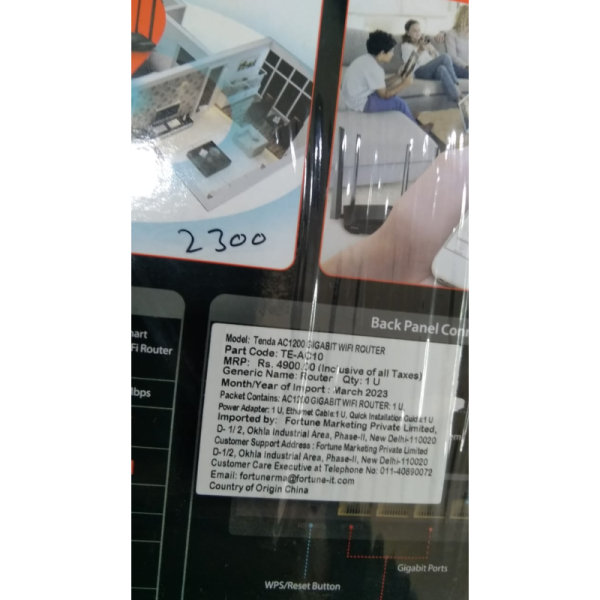 2300
Back Panel
art
Fi Router
bps
Model: Tenda AC1200 GIGABIT WIFI ROUTER
Part Code: TE-AC10
MRP: Rs. 4900.00 (Inclusive of all Taxes)
Generic Name: Router Qty: 1 U
Month/Year of Import : March 2023
Packet Contains: AC1200 GIGABIT WIFI ROUTER: 1 U,
Power Adapter: 1 U, Ethernet Cable:1 U, Quick Installation Guide:1 U
Imported by: Fortune Marketing Private Limited,
D- 1/ 2, Okhla Industrial Area, Phase-II, New Delhi-110020
Customer Support Address : Fortune Marketing Private Limited
D-1/2, Okhla Industrial Area, Phase-II, New Delhi-110020
Customer Care Executive at Telephone No: 011-40890072
Email: fortunerma@fortune-it.com
Country of Origin China
Gigabit Ports
WPS/Reset Button